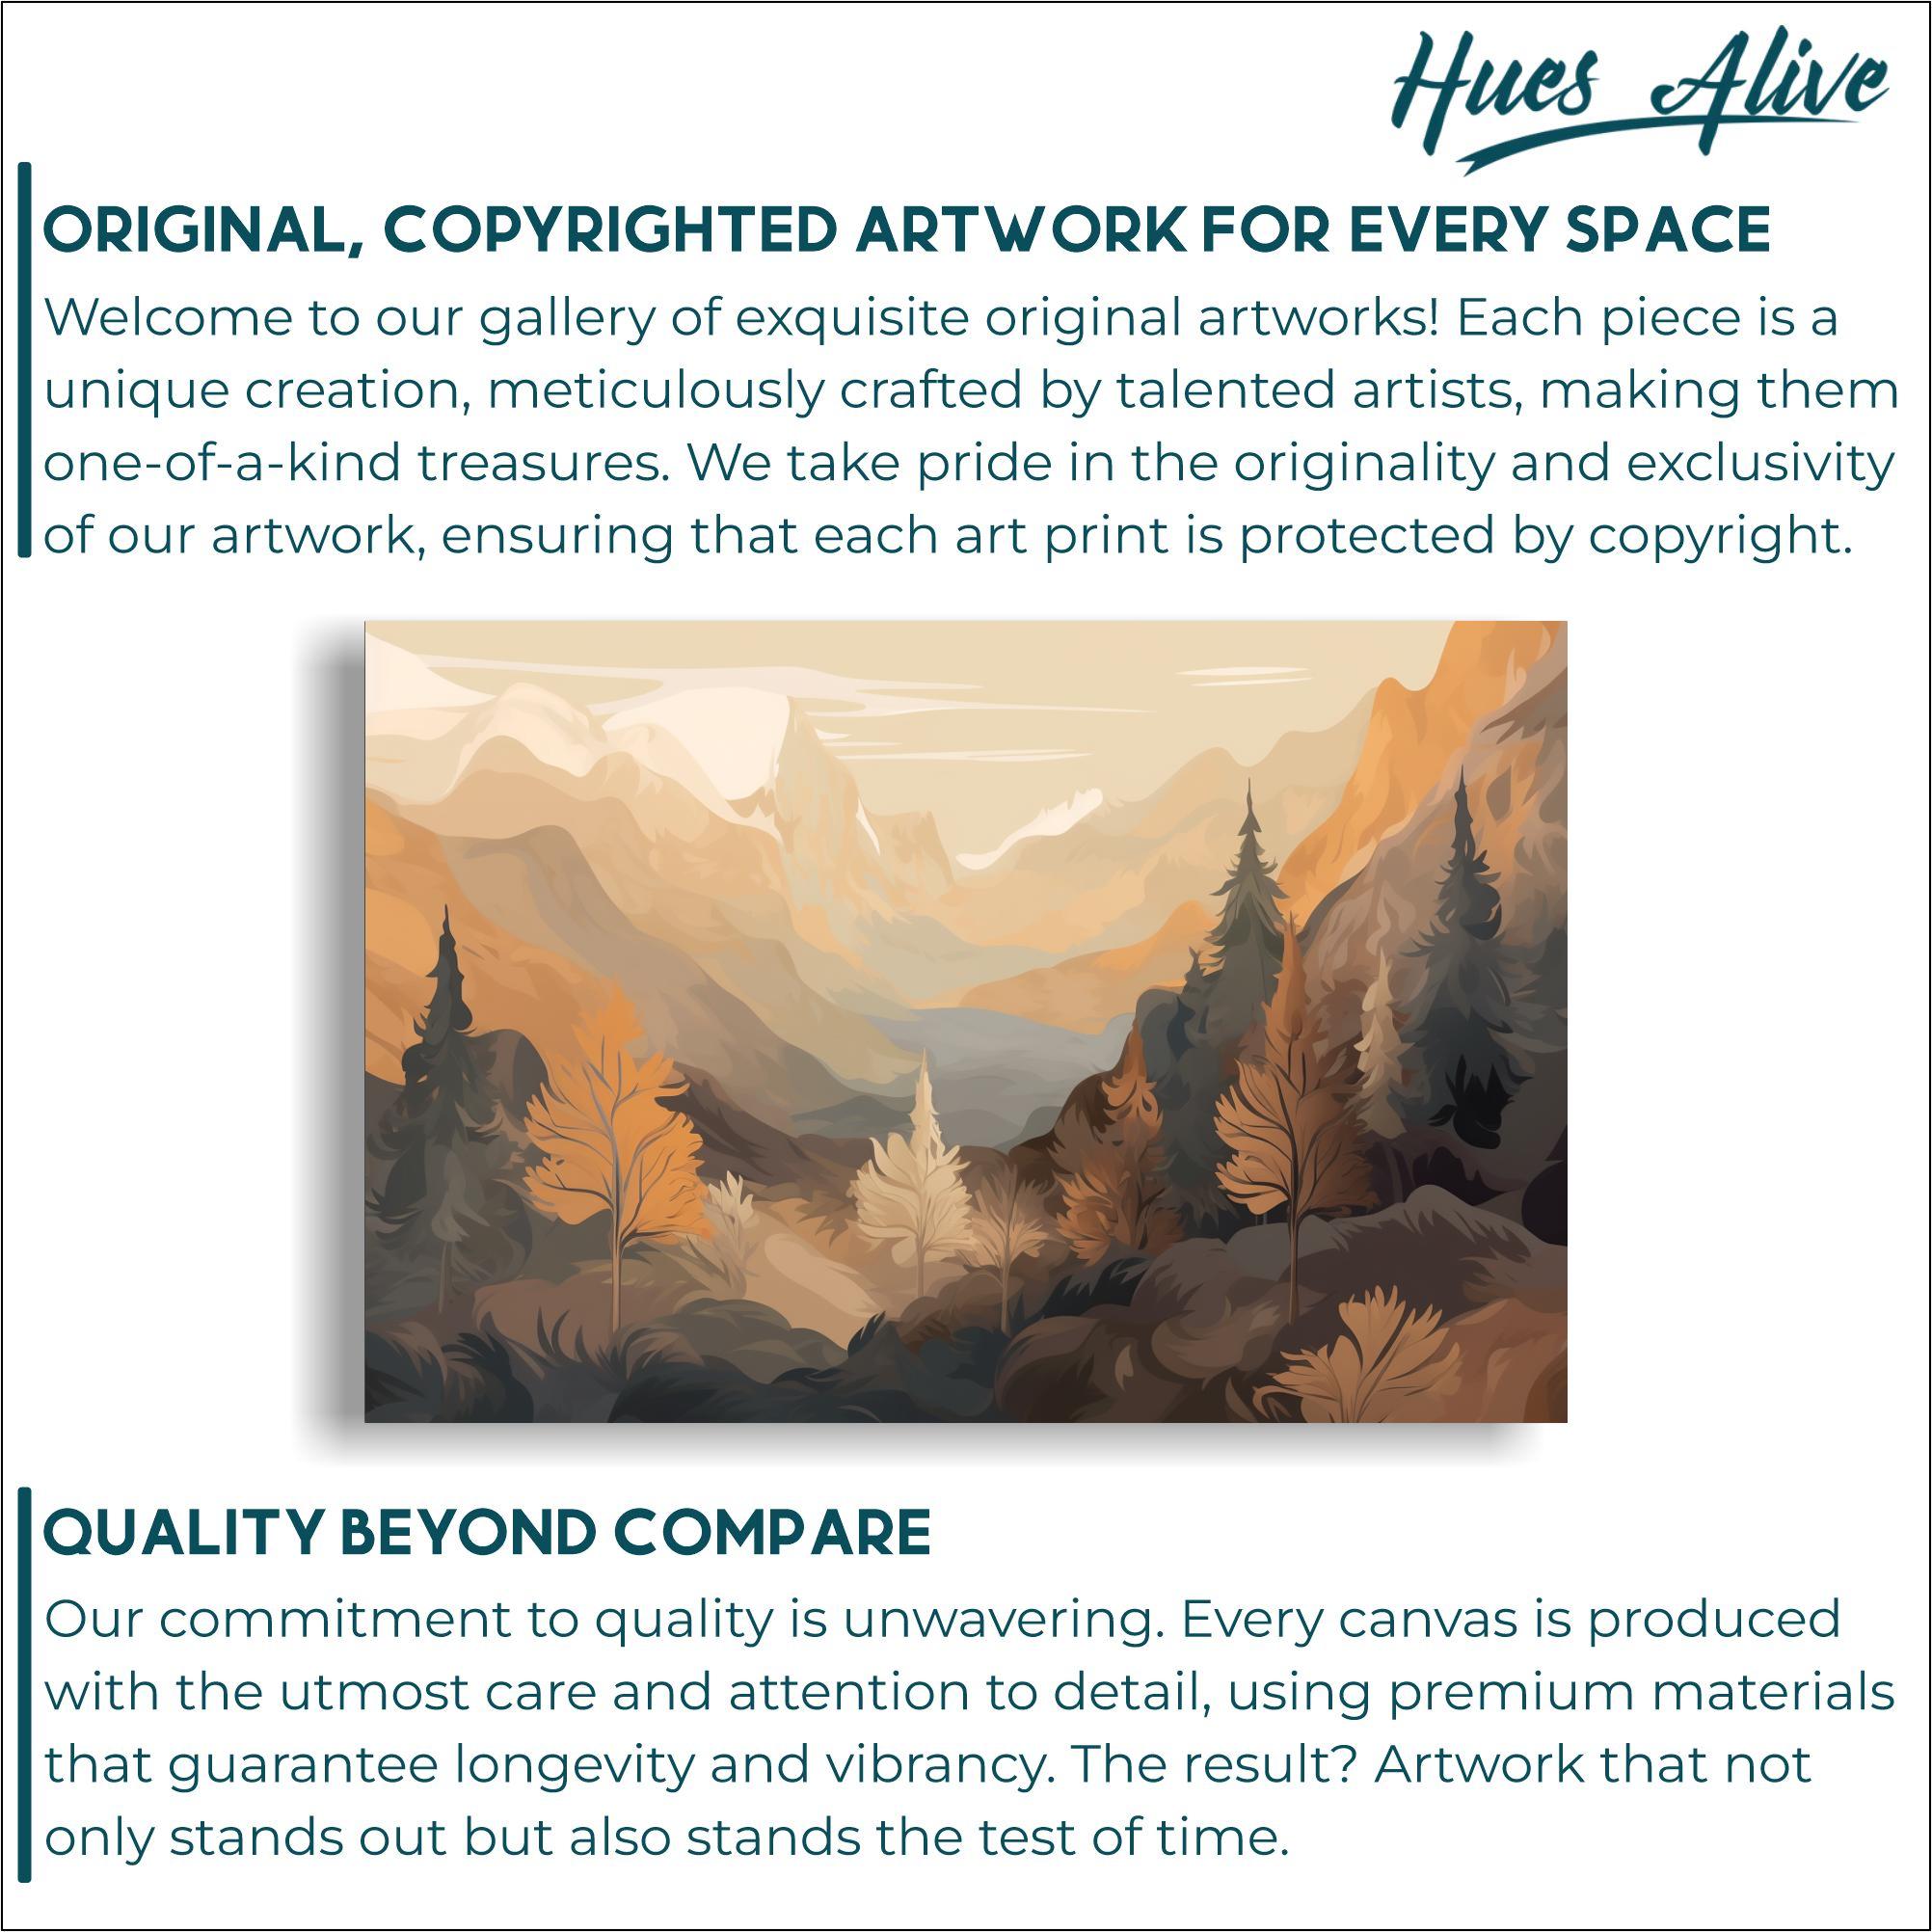 Hues Alive
ORIGINAL, COPYRIGHTED ARTWORK FOR EVERY SPACE
Welcome to our gallery of exquisite original artworks! Each piece is a
unique creation, meticulously crafted by talented artists, making them
one-of-a-kind treasures. We take pride in the originality and exclusivity
of our artwork, ensuring that each art print is protected by copyright.
QUALITY BEYOND COMPARE
Our commitment to quality is unwavering. Every canvas is produced
with the utmost care and attention to detail, using premium materials
that guarantee longevity and vibrancy. The result? Artwork that not
only stands out but also stands the test of time.